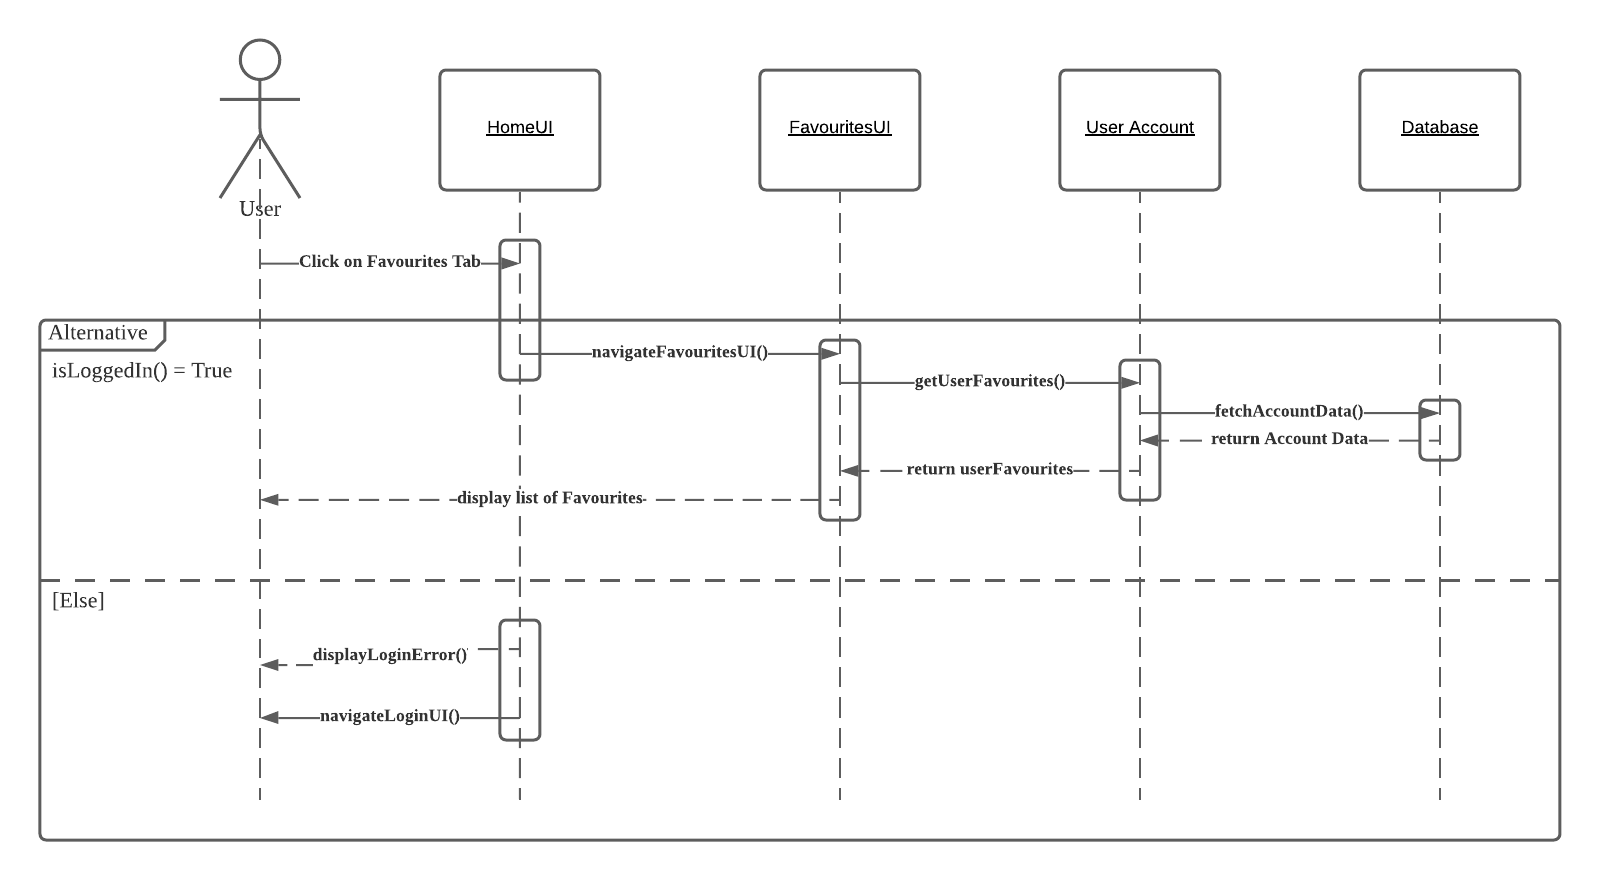 HomeUI
FavouritesUI
User Account
Database
User
Click on Favourites Tab
Alternative
navigateFavouritesUI()
isLoggedIn() = True
getUserFavourites()
fetchAccountData()
return Account Data
return userFavourites
display list of Favourites
[Else]
displayLoginError()
navigateLoginUI()